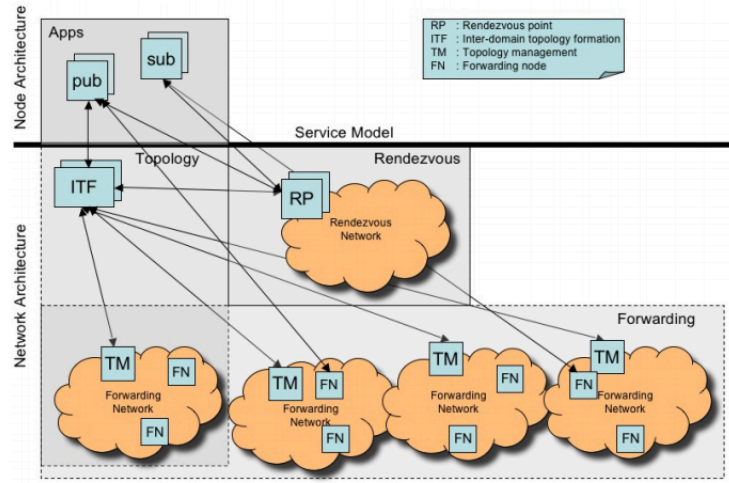 Node Architecture
Apps
pub
sub
RP : Rendezvous point
ITF : Inter-domain topology formation
TM : Topology management
FN : Forwarding node
Service Model
Network Architecture
Topology
Rendezvous
ITF
RP
Rendezvous
Network
Forwarding
TM
FN
Forwarding
Network
FN
TM
FN
Forwarding
Network
FN
TM
FN
Forwarding
Network
FN
TM
FN
Forwarding
Network
FN